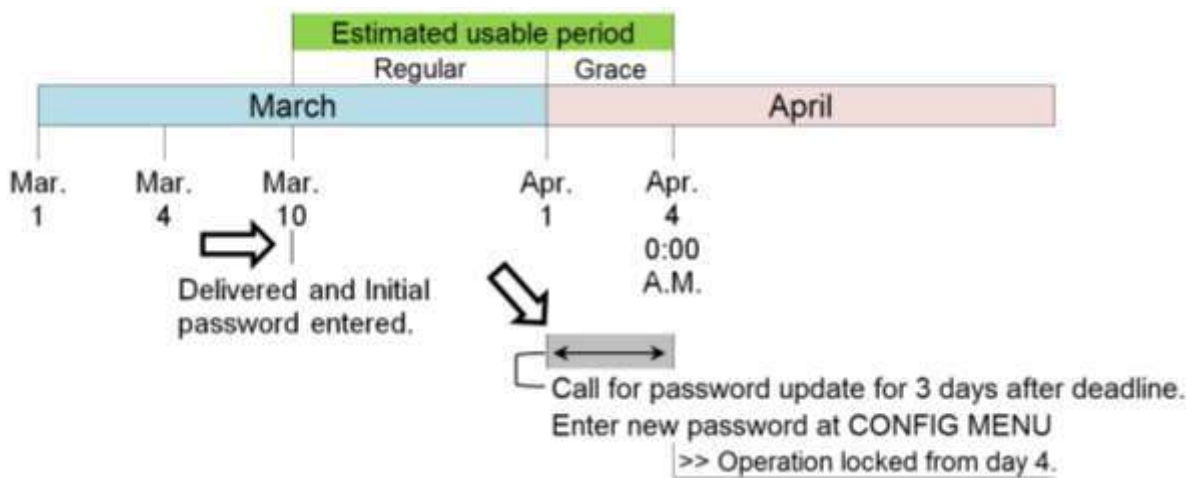 Estimated usable period
Regular Grace
March April
Mar. Mar. Mar. Apr. Apr.
1 4 10 1 4
0:00
A.M.
Delivered and Initial
password entered.
Call for password update for 3 days after deadline.
Enter new password at CONFIG MENU
>> Operation locked from day 4.